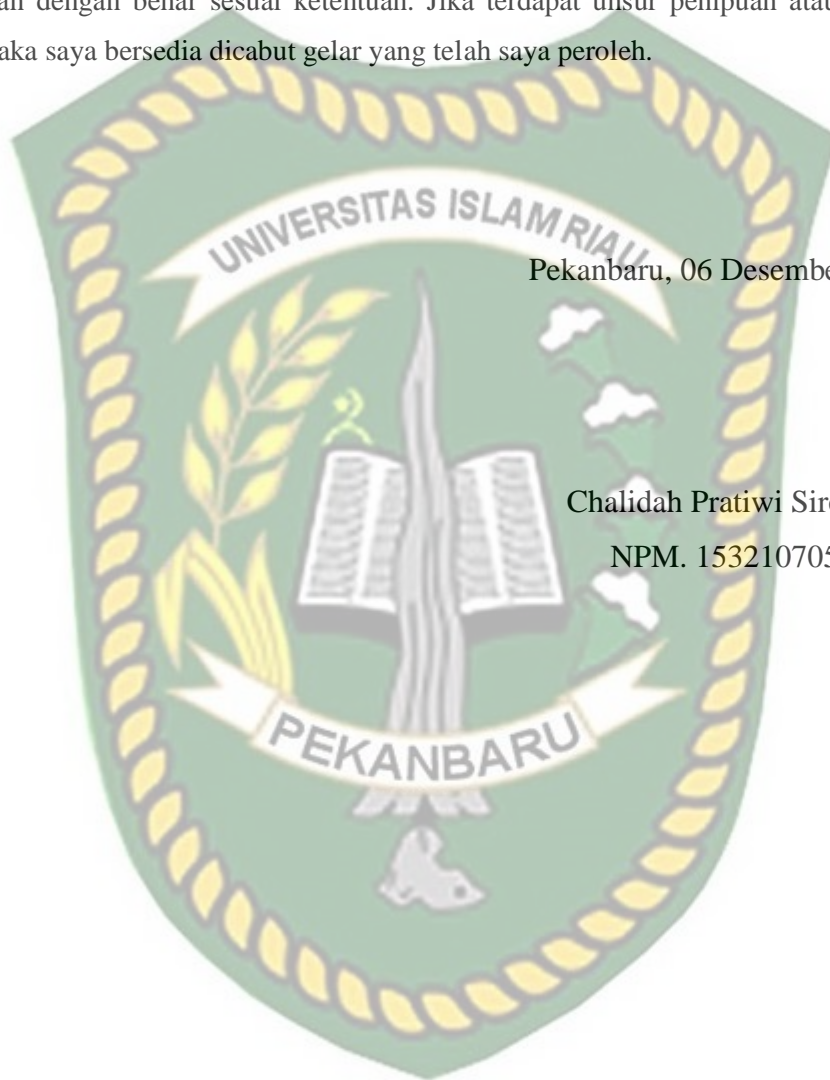 an dengan benar sesuai ketentuan. Jika terdapat unsur penipuan atau
aka saya bersedia dicabut gelar yang telah saya peroleh.
UNIVERSITAS ISLAM RIAU
Pekanbaru, 06 Desembe
Chalidah Pratiwi Sire
NPM. 153210705
PEKANBARU